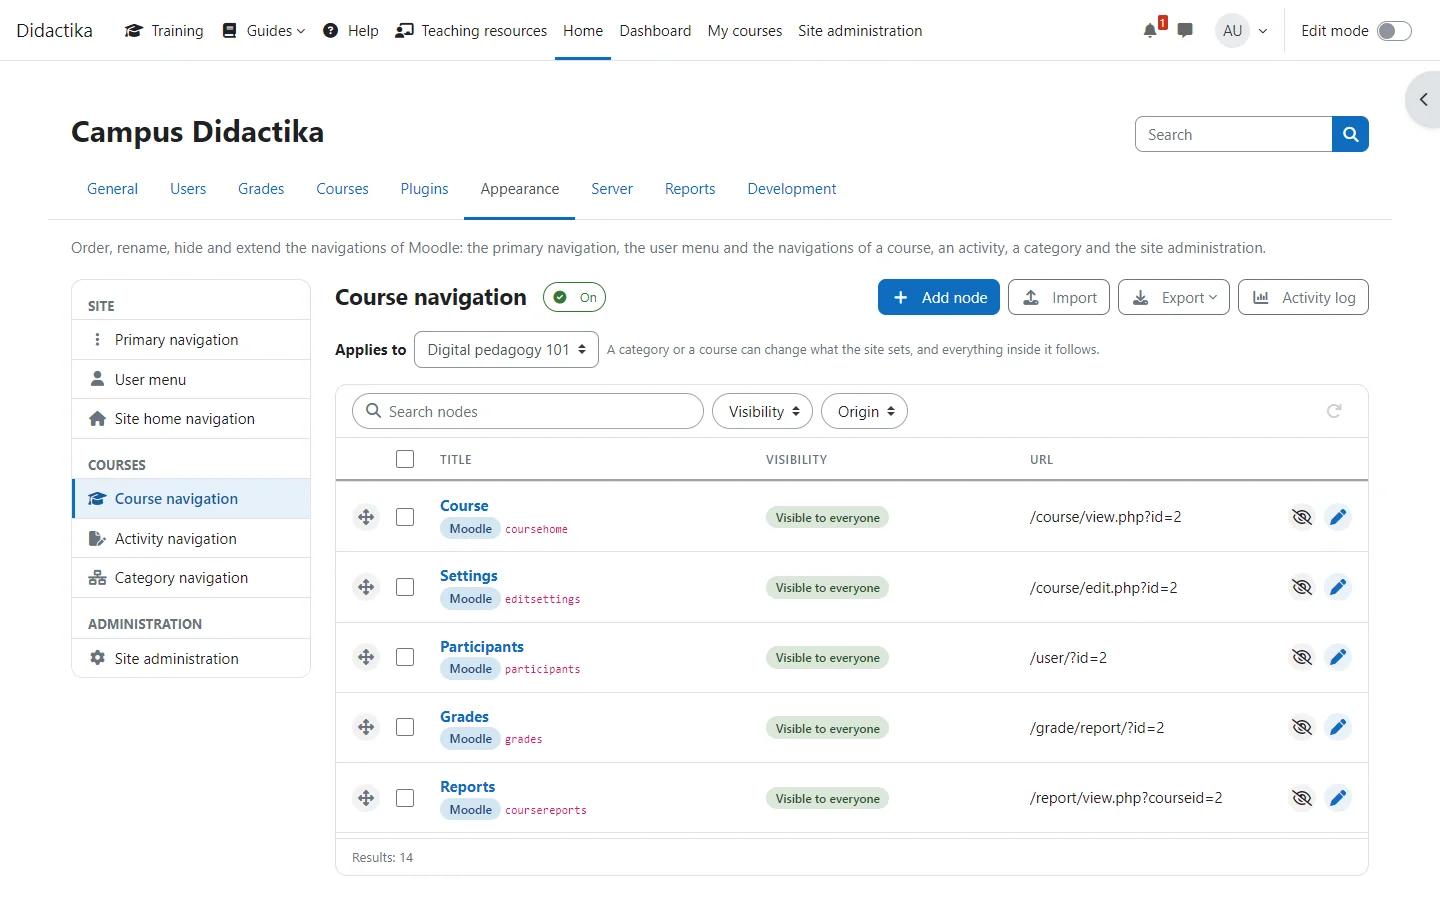 Didactika
Training
Guides
Help
Teaching resources
Home
Dashboard
My courses
Site administration
1
AU
Edit mode
Campus Didactika
Search
General
Users
Grades
Courses
Plugins
Appearance
Server
Reports
Development
Order, rename, hide and extend the navigations of Moodle: the primary navigation, the user menu and the navigations of a course, an activity, a category and the site administration.
SITE
Primary navigation
User menu
Site home navigation
COURSES
Course navigation
Activity navigation
Category navigation
ADMINISTRATION
Site administration
Course navigation
On
Add node
Import
Export
Activity log
Applies to
Digital pedagogy 101
A category or a course can change what the site sets, and everything inside it follows.
Search nodes
Visibility
Origin
TITLE
VISIBILITY
URL
Course
Moodle coursehome
Visible to everyone
/course/view.php?id=2
Settings
Moodle editsettings
Visible to everyone
/course/edit.php?id=2
Participants
Moodle participants
Visible to everyone
/user/?id=2
Grades
Moodle grades
Visible to everyone
/grade/report/?id=2
Reports
Moodle coursereports
Visible to everyone
/report/view.php?courseid=2
Results: 14